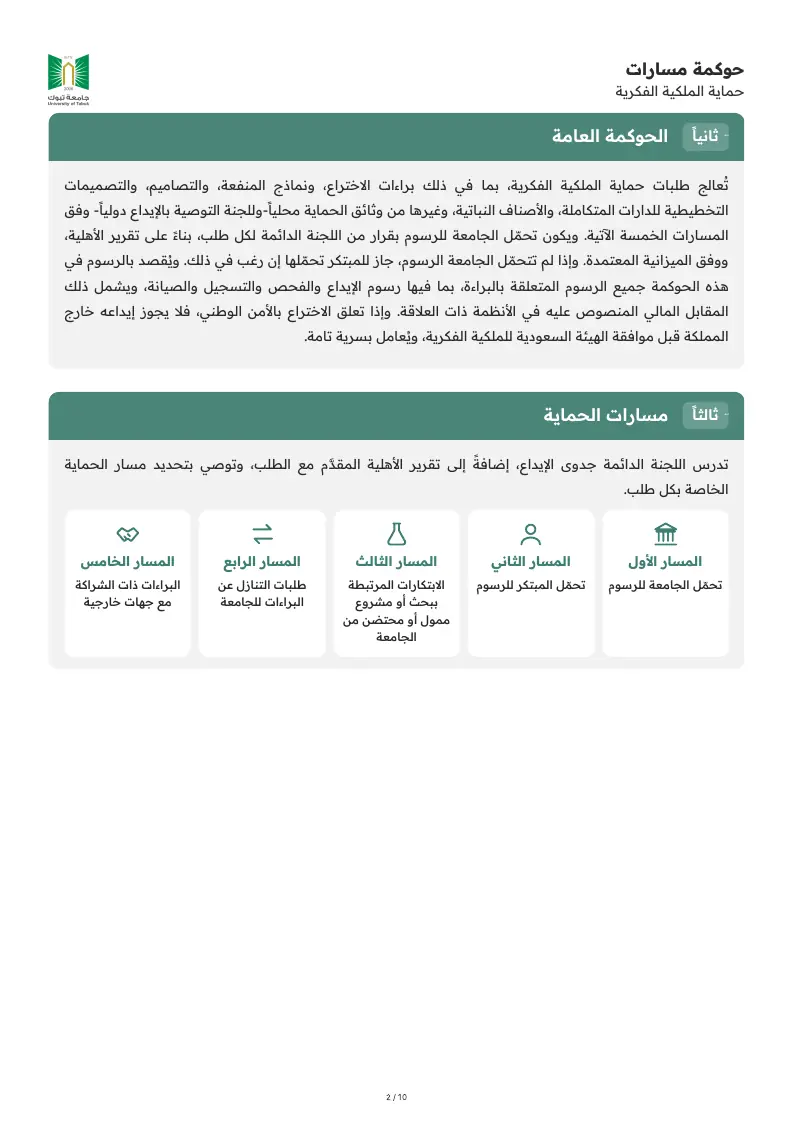 حوكمة مسارات
حماية الملكية الفكرية
جامعة تبوك
University of Tabuk
ثانياً -
الحوكمة العامة
تُعالج طلبات حماية الملكية الفكرية، بما في ذلك براءات الاختراع، ونماذج المنفعة، والتصاميم، والتصميمات
التخطيطية للدارات المتكاملة، والأصناف النباتية، وغيرها من وثائق الحماية محلياً-وللجنة التوصية بالإيداع دولياً- وفق
المسارات الخمسة الآتية. ويكون تحمّل الجامعة للرسوم بقرار من اللجنة الدائمة لكل طلب، بناءً على تقرير الأهلية،
ووفق الميزانية المعتمدة. وإذا لم تتحمّل الجامعة الرسوم، جاز للمبتكر تحمّلها إن رغب في ذلك. ويُقصد بالرسوم في
هذه الحوكمة جميع الرسوم المتعلقة بالبراءة، بما فيها رسوم الإيداع والفحص والتسجيل والصيانة، ويشمل ذلك
المقابل المالي المنصوص عليه في الأنظمة ذات العلاقة. وإذا تعلق الاختراع بالأمن الوطني، فلا يجوز إيداعه خارج
المملكة قبل موافقة الهيئة السعودية للملكية الفكرية، ويُعامل بسرية تامة.
ثالثاً -
مسارات الحماية
تدرس اللجنة الدائمة جدوى الإيداع، إضافةً إلى تقرير الأهلية المقدَّم مع الطلب، وتوصي بتحديد مسار الحماية
الخاصة بكل طلب.
المسار الأول
تحمّل الجامعة للرسوم
المسار الثاني
تحمّل المبتكر للرسوم
المسار الثالث
الابتكارات المرتبطة
ببحث أو مشروع
ممول أو محتضن من
الجامعة
المسار الرابع
طلبات التنازل عن
البراءات للجامعة
المسار الخامس
البراءات ذات الشراكة
مع جهات خارجية
2 / 10